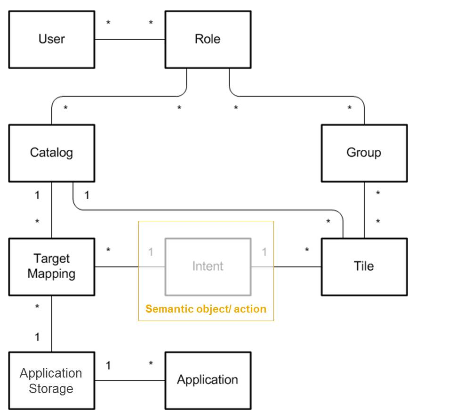 User
*
*
Role
*
*
*
*
Catalog
Group
1
1
*
*
*
*
Target
Mapping
*
1
Intent
1
*
Tile
Semantic object/ action
*
1
Application
Storage
1
*
Application